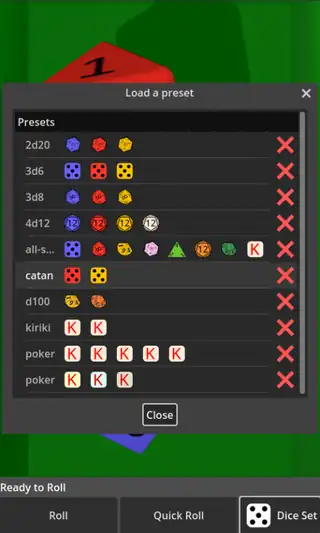 1
Load a preset
Presets
2d20
3d6
3d8
4d12 12 12 12 12
all-s... 12 12 K
catan
d100
kiriki K K
poker K K K K K
poker K K K
Close
Ready to Roll
Roll Quick Roll Dice Set